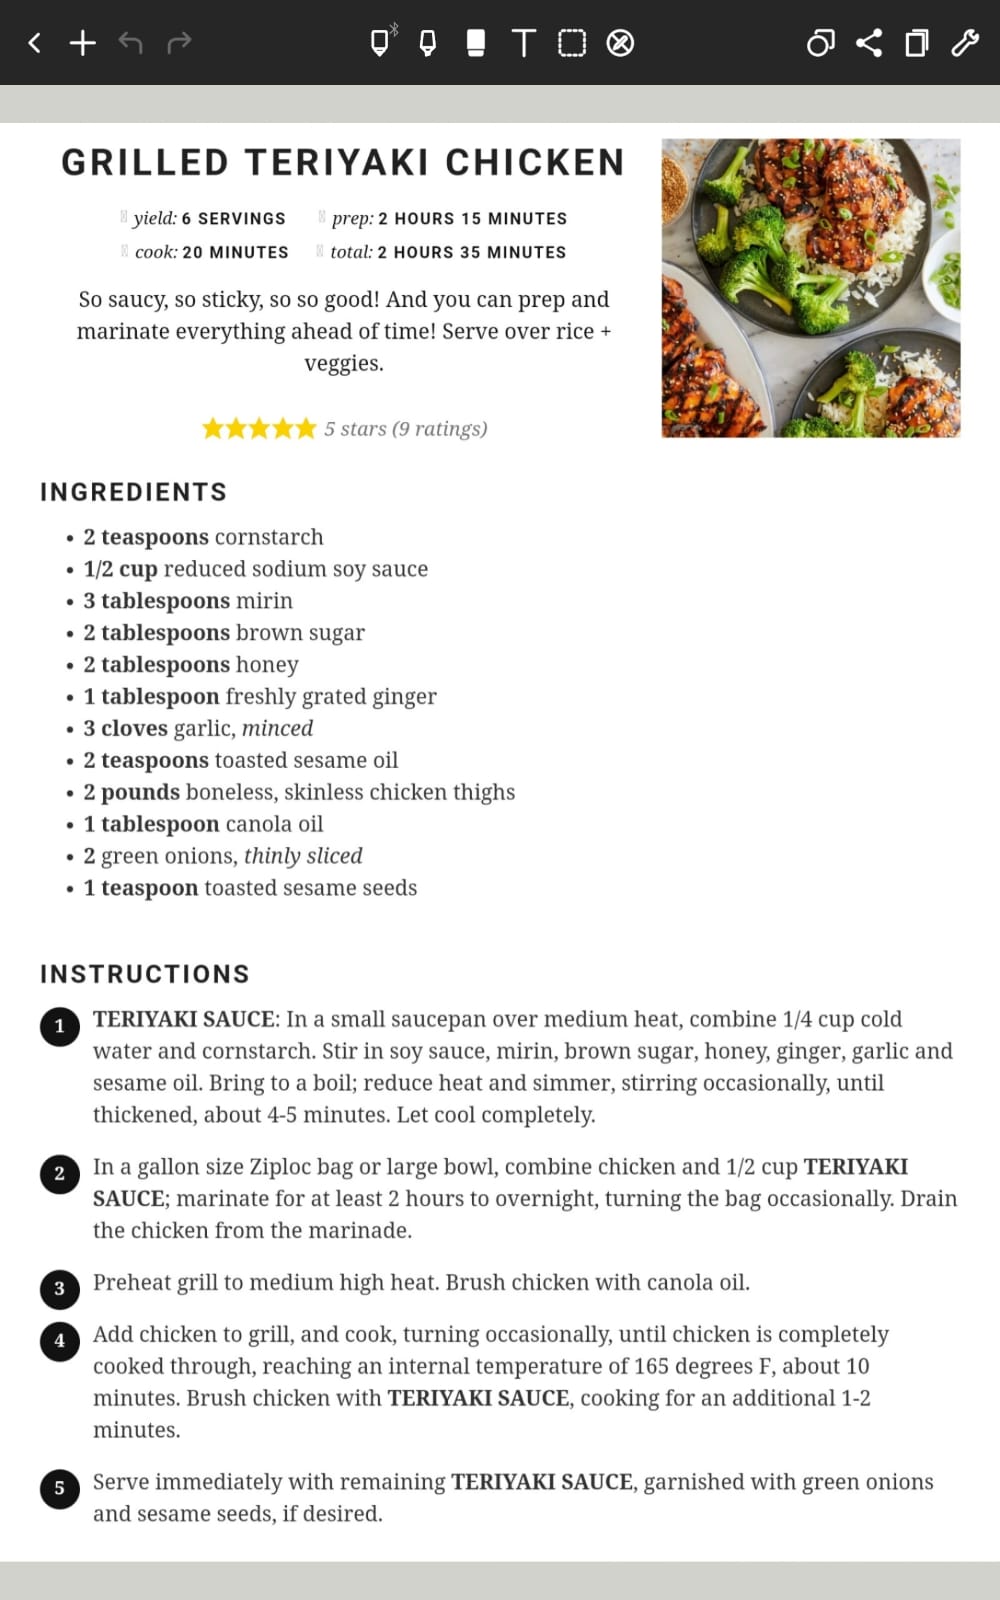 GRILLED TERIYAKI CHICKEN
yield: 6 SERVINGS prep: 2 HOURS 15 MINUTES
cook: 20 MINUTES total: 2 HOURS 35 MINUTES
So saucy, so sticky, so so good! And you can prep and
marinate everything ahead of time! Serve over rice +
veggies.
5 stars (9 ratings)
INGREDIENTS
• 2 teaspoons cornstarch
• 1/2 cup reduced sodium soy sauce
• 3 tablespoons mirin
• 2 tablespoons brown sugar
• 2 tablespoons honey
• 1 tablespoon freshly grated ginger
• 3 cloves garlic, minced
• 2 teaspoons toasted sesame oil
• 2 pounds boneless, skinless chicken thighs
• 1 tablespoon canola oil
• 2 green onions, thinly sliced
• 1 teaspoon toasted sesame seeds
INSTRUCTIONS
1 TERIYAKI SAUCE: In a small saucepan over medium heat, combine 1/4 cup cold
water and cornstarch. Stir in soy sauce, mirin, brown sugar, honey, ginger, garlic and
sesame oil. Bring to a boil; reduce heat and simmer, stirring occasionally, until
thickened, about 4-5 minutes. Let cool completely.
2 In a gallon size Ziploc bag or large bowl, combine chicken and 1/2 cup TERIYAKI
SAUCE; marinate for at least 2 hours to overnight, turning the bag occasionally. Drain
the chicken from the marinade.
3 Preheat grill to medium high heat. Brush chicken with canola oil.
4 Add chicken to grill, and cook, turning occasionally, until chicken is completely
cooked through, reaching an internal temperature of 165 degrees F, about 10
minutes. Brush chicken with TERIYAKI SAUCE, cooking for an additional 1-2
minutes.
5 Serve immediately with remaining TERIYAKI SAUCE, garnished with green onions
and sesame seeds, if desired.